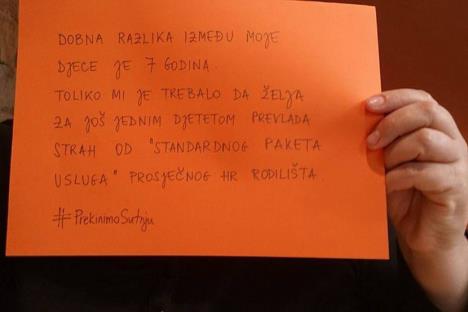 DOBNA RAZLIKA IZMEĐU MOJE
DJECE JE 7 GODINA.
TOLIKO MI JE TREBALO DA ŽELJA
ZA JOŠ JEDNIM DJETETOM PREVLADA
STRAH OD "STANDARDNOG PAKETA
USLUGA" PROSJEČNOG HR RODILIŠTA.
#PrekinimoŠutnju